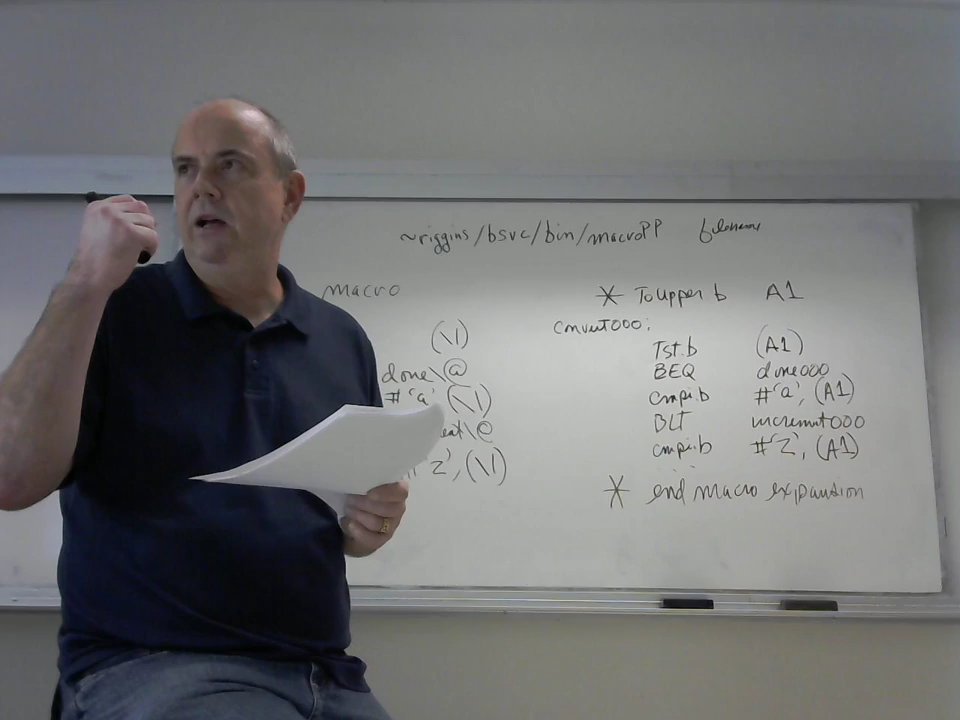 ~riggins/bsvc/bin/macroPP filename
macro
(\1)
done\@
#'a' (\1)
\@
'Z', (\1)
* ToUpper.b A1
convert000:
Tst.b (A1)
BEQ done000
cmpi.b #'a', (A1)
BLT increment000
cmpi.b #'Z', (A1)
* end macro expansion